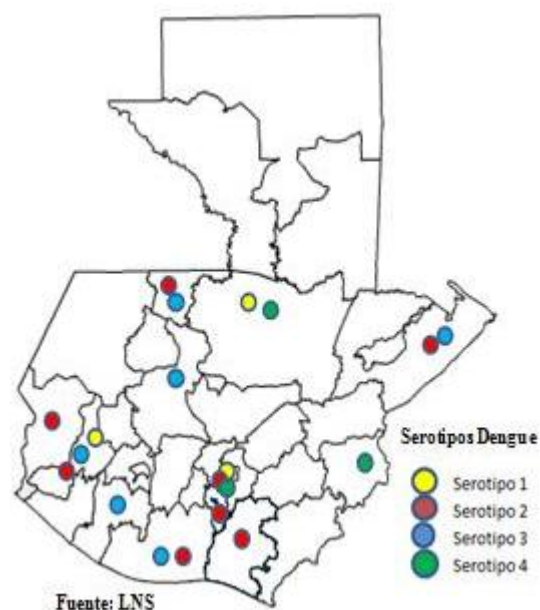 Serotipos Dengue
Serotipo 1
Serotipo 2
Serotipo 3
Serotipo 4
Fuente: LNS